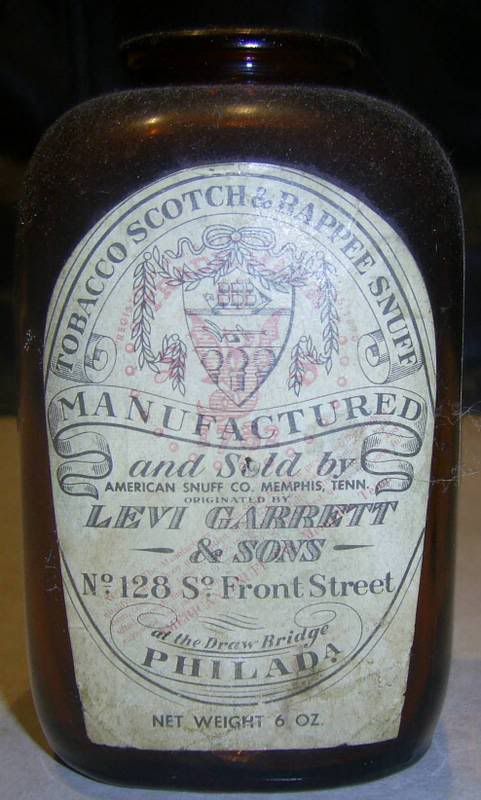 TOBACCO SCOTCH & RAPPEE SNUFF
MANUFACTURED
and Sold by
AMERICAN SNUFF CO. MEMPHIS, TENN.
ORIGINATED BY
LEVI GARRETT
& SONS
Nº 128 Sº Front Street
at the Draw Bridge
PHILADA
NET WEIGHT 6 OZ.